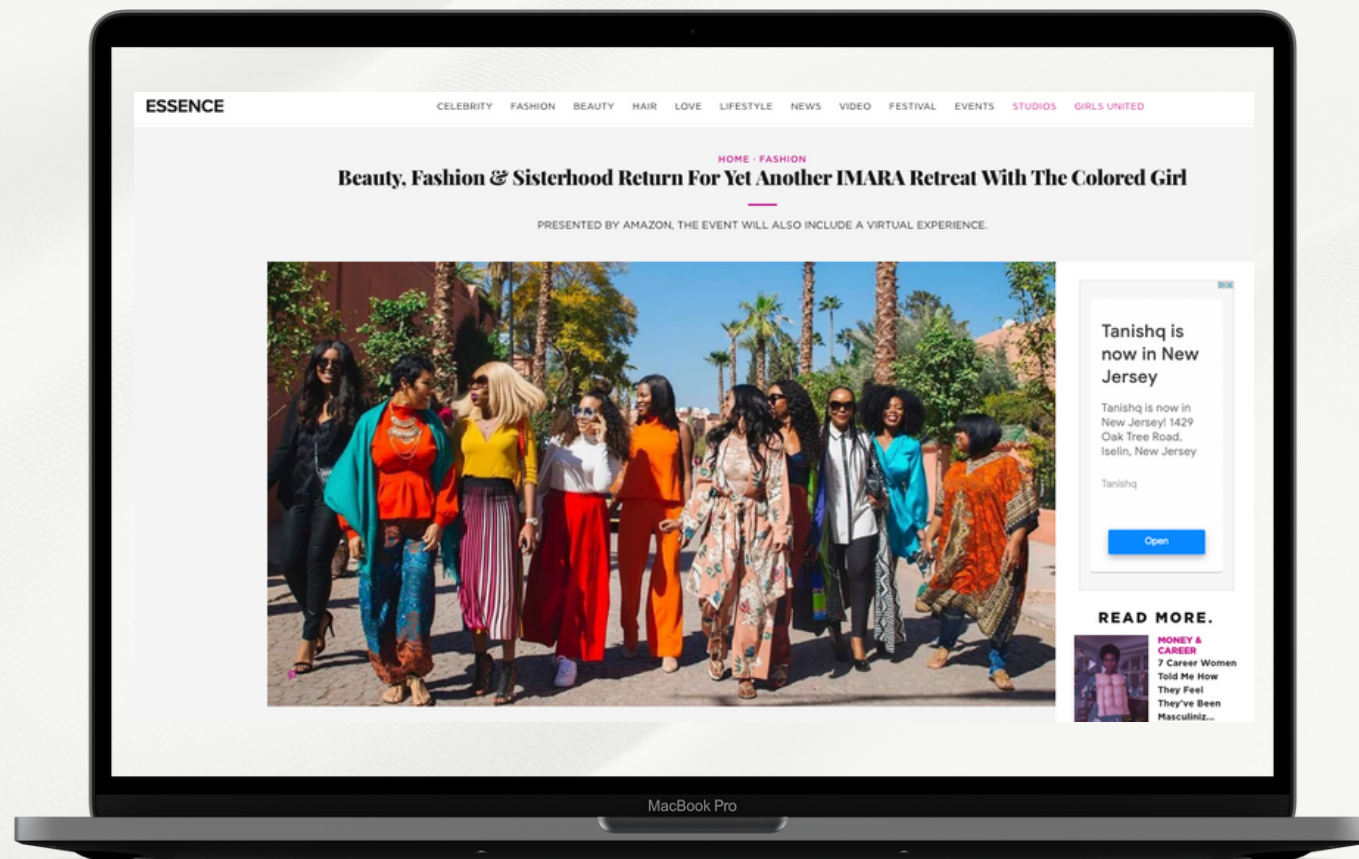 ESSENCE
CELEBRITY FASHION BEAUTY HAIR LOVE LIFESTYLE NEWS VIDEO FESTIVAL EVENTS STUDIOS GIRLS UNITED
HOME · FASHION
Beauty, Fashion & Sisterhood Return For Yet Another IMARA Retreat With The Colored Girl
PRESENTED BY AMAZON, THE EVENT WILL ALSO INCLUDE A VIRTUAL EXPERIENCE.
Tanishq is
now in New
Jersey
Tanishq is now in
New Jersey! 1429
Oak Tree Road,
Iselin, New Jersey
Tanishq
Open
READ MORE.
MONEY &
CAREER
7 Career Women
Told Me How
They Feel
They've Been
Masculiniz...
MacBook Pro